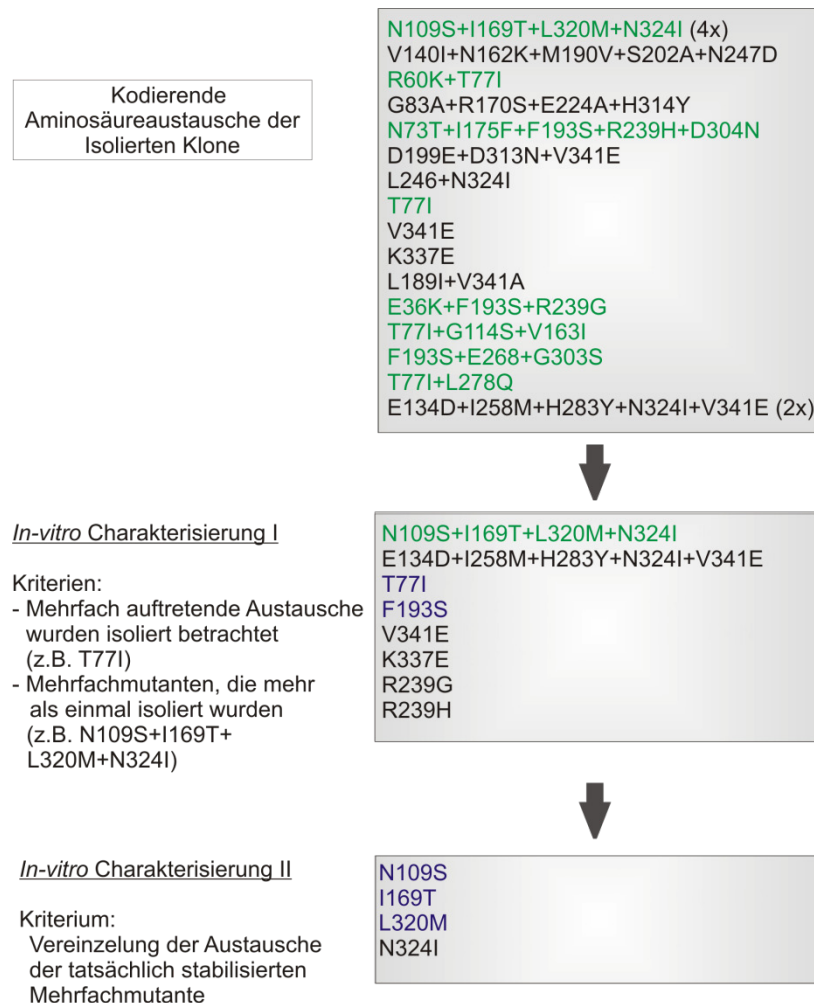 Kodierende
Aminosäureaustausche der
Isolierten Klone
N109S+I169T+L320M+N324I (4x)
V140I+N162K+M190V+S202A+N247D
R60K+T77I
G83A+R170S+E224A+H314Y
N73T+I175F+F193S+R239H+D304N
D199E+D313N+V341E
L246+N324I
T77I
V341E
K337E
L189I+V341A
E36K+F193S+R239G
T77I+G114S+V163I
F193S+E268+G303S
T77I+L278Q
E134D+I258M+H283Y+N324I+V341E (2x)
In-vitro Charakterisierung I
Kriterien:
- Mehrfach auftretende Austausche
wurden isoliert betrachtet
(z.B. T77I)
- Mehrfachmutanten, die mehr
als einmal isoliert wurden
(z.B. N109S+I169T+
L320M+N324I)
N109S+I169T+L320M+N324I
E134D+I258M+H283Y+N324I+V341E
T77I
F193S
V341E
K337E
R239G
R239H
In-vitro Charakterisierung II
Kriterium:
Vereinzelung der Austausche
der tatsächlich stabilisierten
Mehrfachmutante
N109S
I169T
L320M
N324I